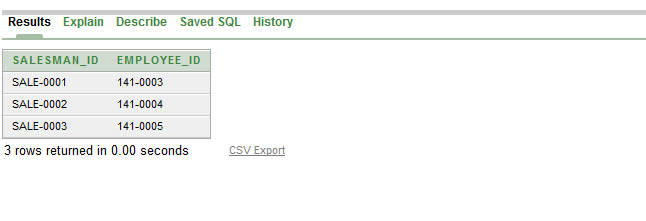 Results Explain Describe Saved SQL History
SALESMAN_ID EMPLOYEE_ID
SALE-0001 141-0003
SALE-0002 141-0004
SALE-0003 141-0005
3 rows returned in 0.00 seconds CSV Export